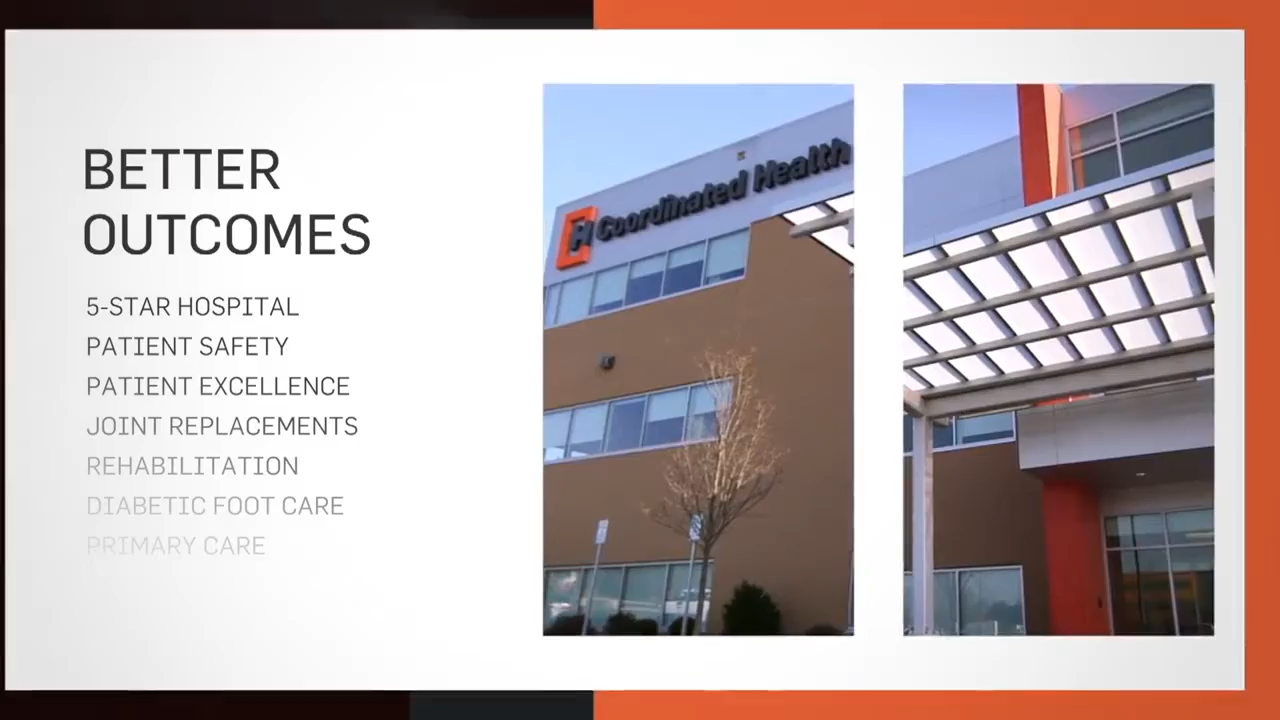 BETTER
OUTCOMES
5-STAR HOSPITAL
PATIENT SAFETY
PATIENT EXCELLENCE
JOINT REPLACEMENTS
REHABILITATION
DIABETIC FOOT CARE
PRIMARY CARE
H Coordinated Health